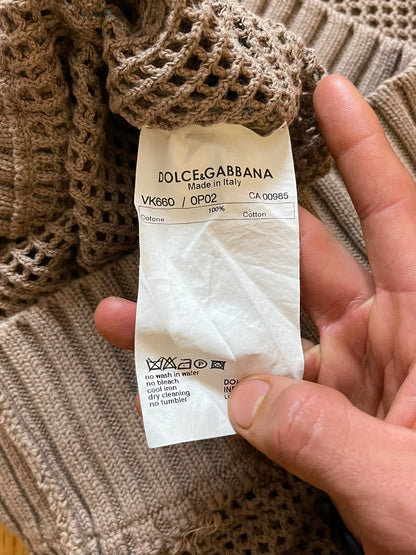 DOLCE&GABBANA
Made in Italy
VK660 / 0P02 CA 00985
100%
Cotone Cotton
no wash in water
no bleach
cool iron
dry cleaning
no tumbler